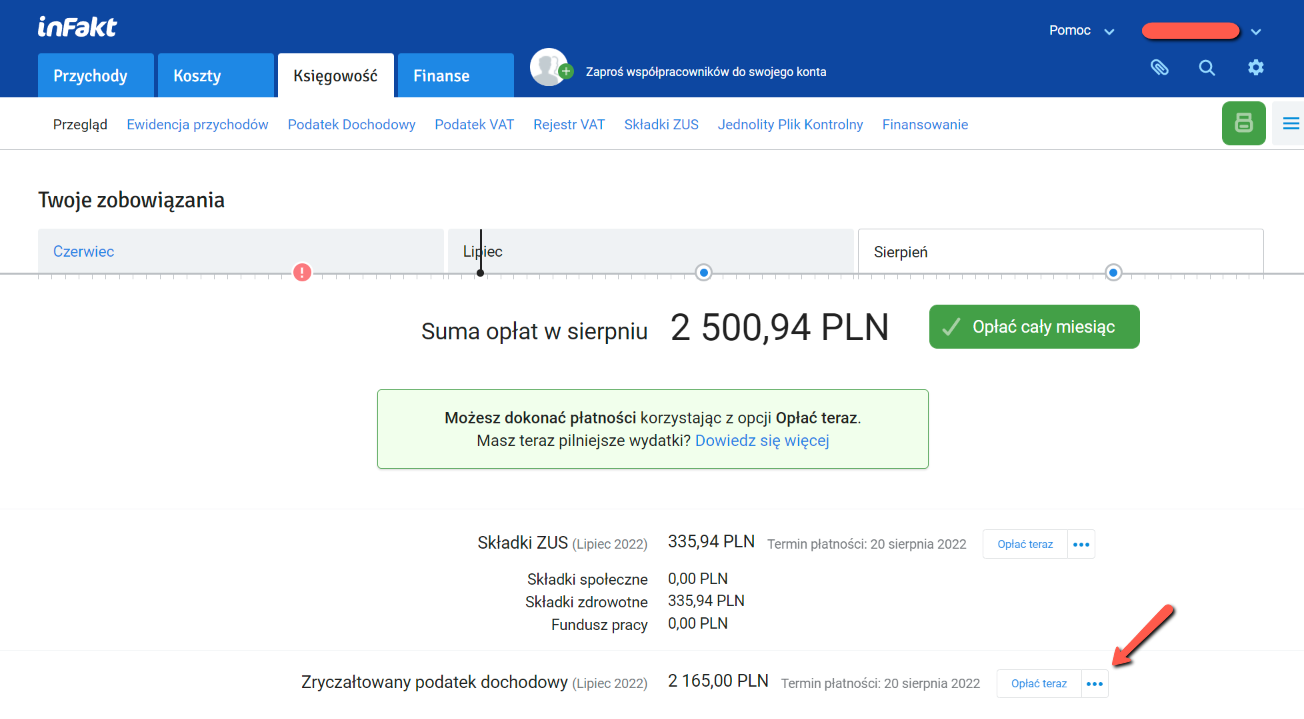 inFakt
Pomoc
Przychody Koszty Księgowość Finanse
Zaproś współpracowników do swojego konta
Przegląd Ewidencja przychodów Podatek Dochodowy Podatek VAT Rejestr VAT Składki ZUS Jednolity Plik Kontrolny Finansowanie
Twoje zobowiązania
Czerwiec Lipiec Sierpień
Suma opłat w sierpniu 2 500,94 PLN Opłać cały miesiąc
Możesz dokonać płatności korzystając z opcji Opłać teraz.
Masz teraz pilniejsze wydatki? Dowiedz się więcej
Składki ZUS (Lipiec 2022) 335,94 PLN Termin płatności: 20 sierpnia 2022 Opłać teraz
Składki społeczne 0,00 PLN
Składki zdrowotne 335,94 PLN
Fundusz pracy 0,00 PLN
Zryczałtowany podatek dochodowy (Lipiec 2022) 2 165,00 PLN Termin płatności: 20 sierpnia 2022 Opłać teraz